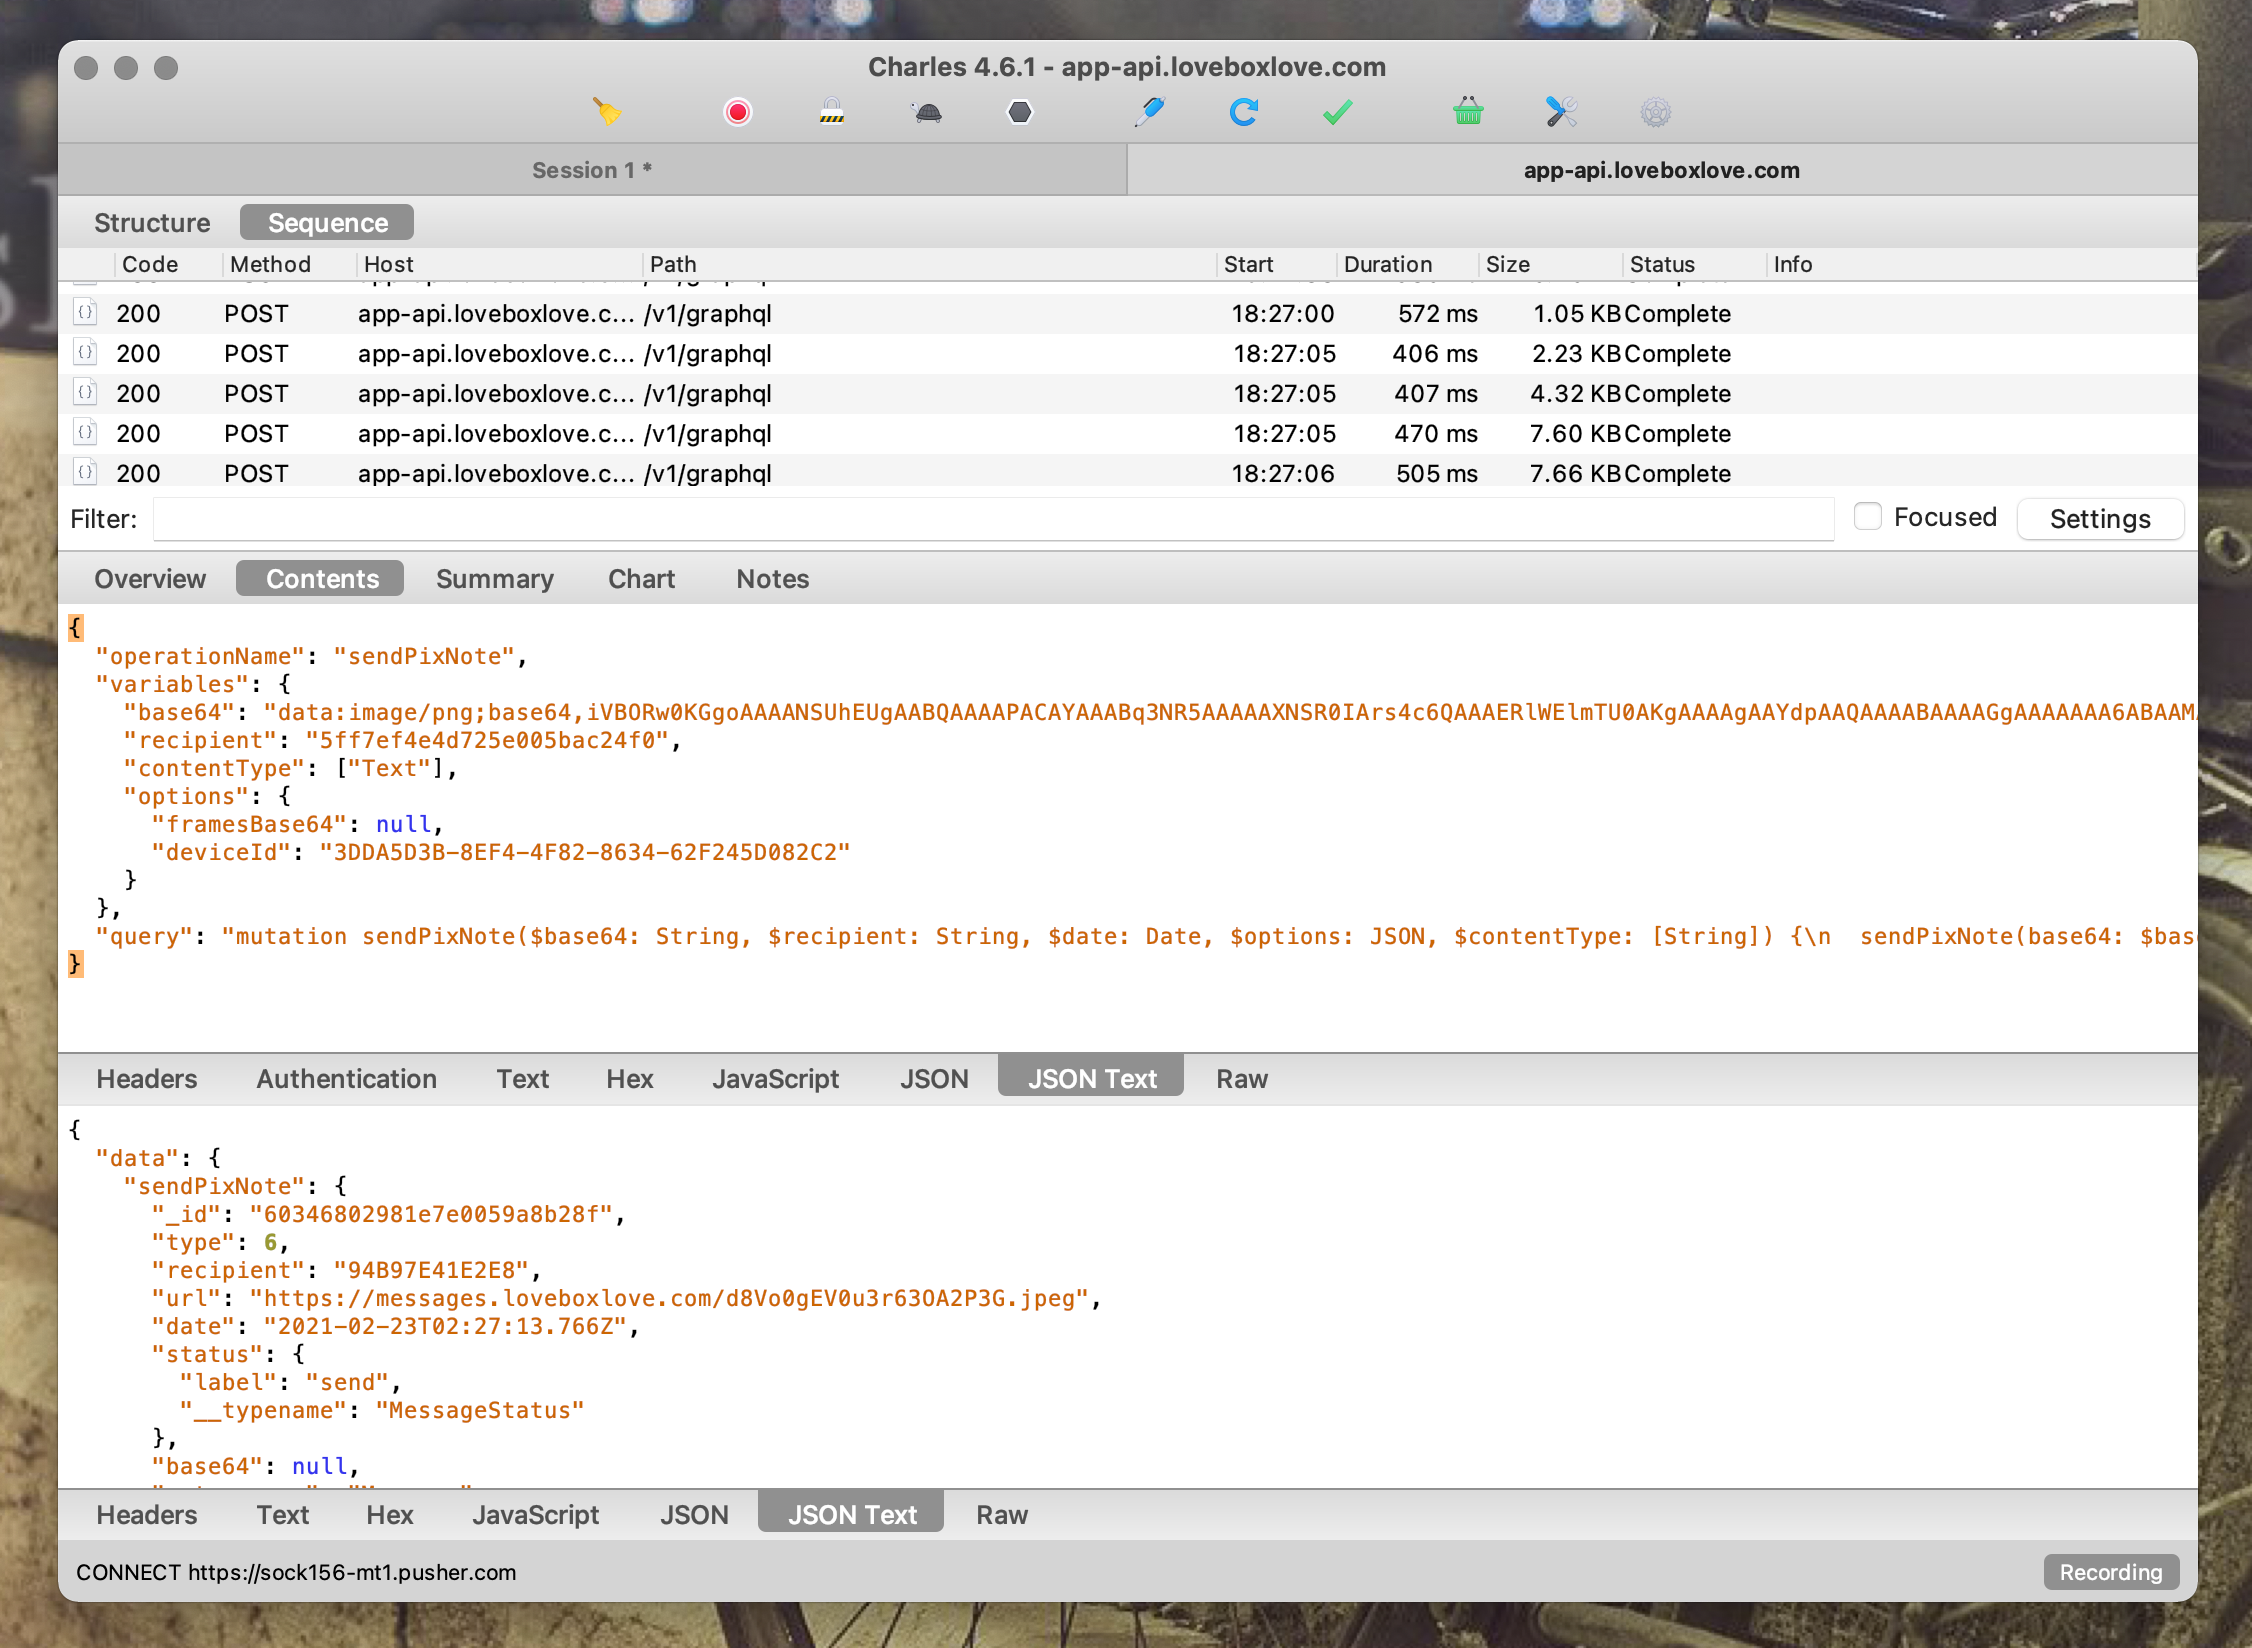 Charles 4.6.1 - app-api.loveboxlove.com
Session 1 *
app-api.loveboxlove.com
Structure Sequence
Code Method Host Path Start Duration Size Status Info
200 POST app-api.loveboxlove.c... /v1/graphql 18:27:00 572 ms 1.05 KB Complete
200 POST app-api.loveboxlove.c... /v1/graphql 18:27:05 406 ms 2.23 KB Complete
200 POST app-api.loveboxlove.c... /v1/graphql 18:27:05 407 ms 4.32 KB Complete
200 POST app-api.loveboxlove.c... /v1/graphql 18:27:05 470 ms 7.60 KB Complete
200 POST app-api.loveboxlove.c... /v1/graphql 18:27:06 505 ms 7.66 KB Complete
Filter: Focused Settings
Overview Contents Summary Chart Notes
{
"operationName": "sendPixNote",
"variables": {
"base64": "data:image/png;base64,iVBORw0KGgoAAAANSUhEUgAABQAAAAPACAYAAABq3NR5AAAAAXNSR0IArs4c6QAAAERlWElmTU0AKgAAAAgAAYdpAAQAAAABAAAAGgAAAAAAA6ABAAM
"recipient": "5ff7ef4e4d725e005bac24f0",
"contentType": ["Text"],
"options": {
"framesBase64": null,
"deviceId": "3DDA5D3B-8EF4-4F82-8634-62F245D082C2"
}
},
"query": "mutation sendPixNote($base64: String, $recipient: String, $date: Date, $options: JSON, $contentType: [String]) {\n  sendPixNote(base64: $bas
}
Headers Authentication Text Hex JavaScript JSON JSON Text Raw
{
"data": {
"sendPixNote": {
"_id": "60346802981e7e0059a8b28f",
"type": 6,
"recipient": "94B97E41E2E8",
"url": "https://messages.loveboxlove.com/d8Vo0gEV0u3r63OA2P3G.jpeg",
"date": "2021-02-23T02:27:13.766Z",
"status": {
"label": "send",
"__typename": "MessageStatus"
},
"base64": null,
Headers Text Hex JavaScript JSON JSON Text Raw
CONNECT https://sock156-mt1.pusher.com
Recording